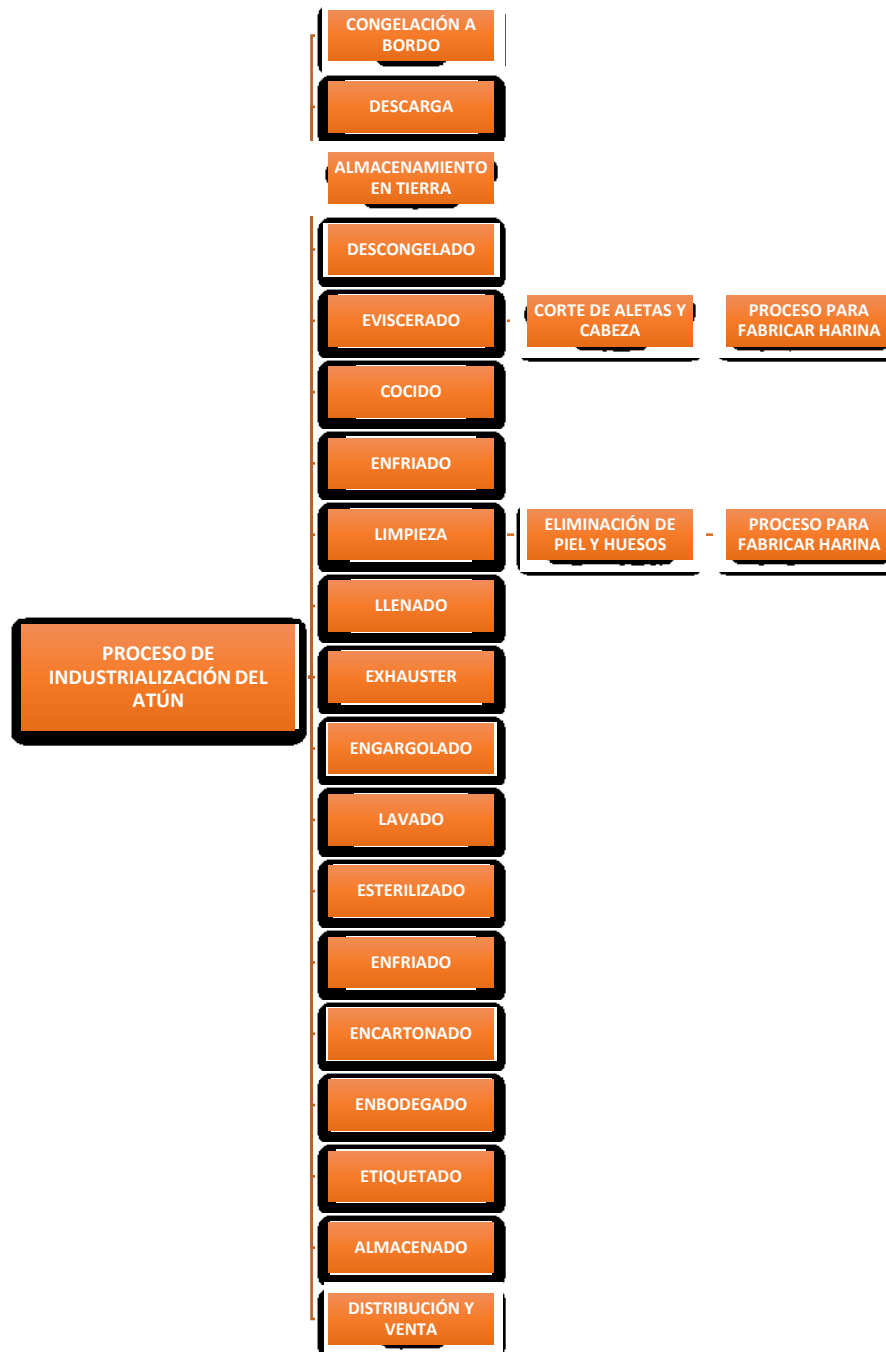 CONGELACIÓN A
BORDO
DESCARGA
ALMACENAMIENTO
EN TIERRA
DESCONGELADO
EVISCERADO
CORTE DE ALETAS Y
CABEZA
PROCESO PARA
FABRICAR HARINA
COCIDO
ENFRIADO
LIMPIEZA
ELIMINACIÓN DE
PIEL Y HUESOS
PROCESO PARA
FABRICAR HARINA
LLENADO
PROCESO DE
INDUSTRIALIZACIÓN DEL
ATÚN
EXHAUSTER
ENGARGOLADO
LAVADO
ESTERILIZADO
ENFRIADO
ENCARTONADO
ENBODEGADO
ETIQUETADO
ALMACENADO
DISTRIBUCIÓN Y
VENTA